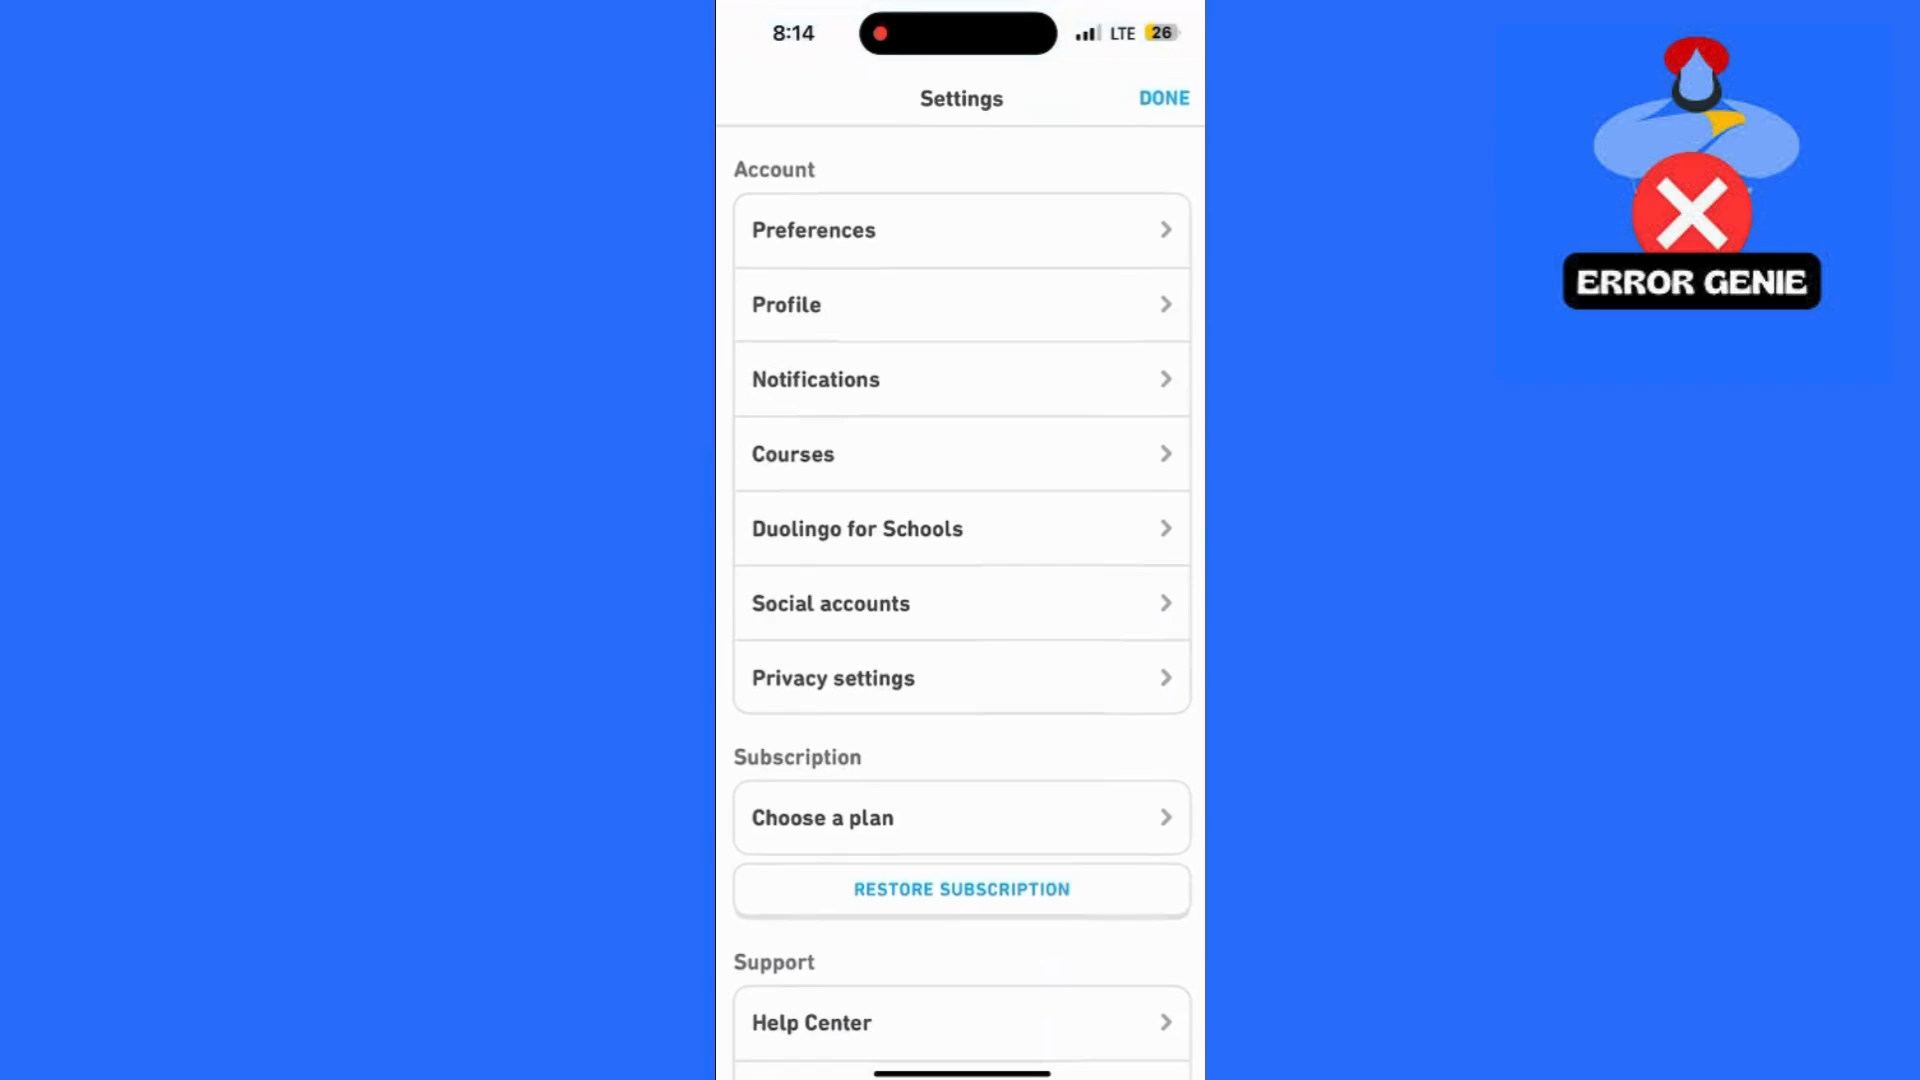 8:14
LTE 26
Settings
DONE
Account
Preferences
Profile
Notifications
Courses
Duolingo for Schools
Social accounts
Privacy settings
Subscription
Choose a plan
RESTORE SUBSCRIPTION
Support
Help Center
ERROR GENIE